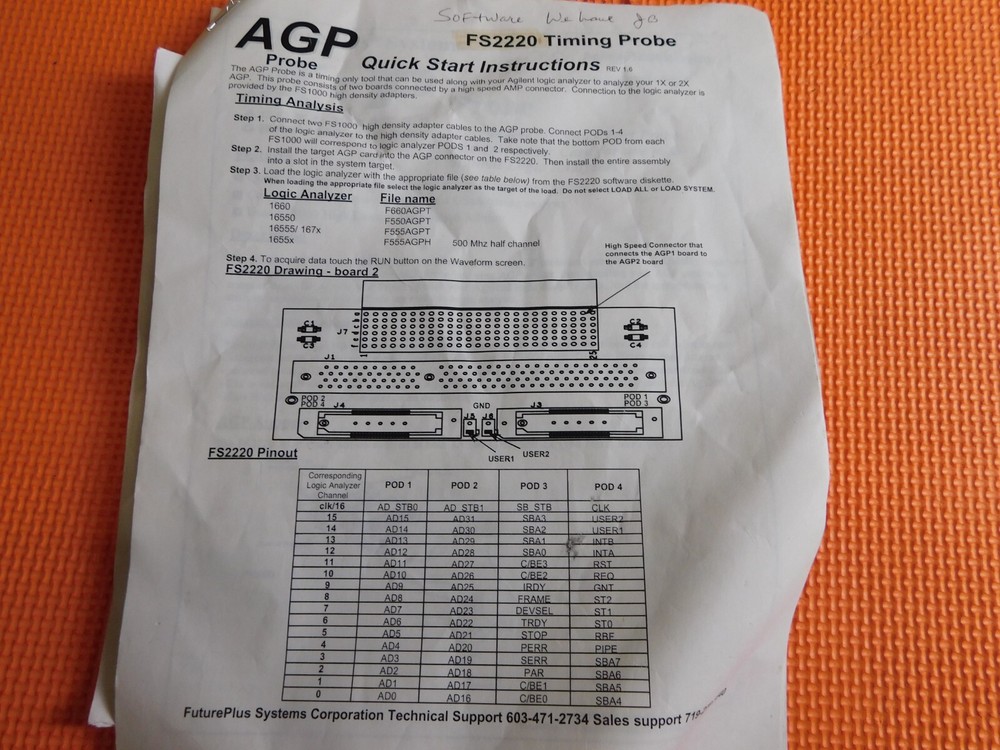 Software We have
AGP
Probe
FS2220 Timing Probe
Quick Start Instructions REV 1.6
The AGP Probe is a timing only tool that can be used along with your Agilent logic analyzer to analyze your 1X or 2X
AGP. This probe consists of two boards connected by a high speed AMP connector. Connection to the logic analyzer is
provided by the FS1000 high density adapters.
Timing Analysis
Step 1. Connect two FS1000 high density adapter cables to the AGP probe. Connect PODs 1-4
of the logic analyzer to the high density adapter cables. Take note that the bottom POD from each
FS1000 will correspond to logic analyzer PODS 1 and 2 respectively.
Step 2. Install the target AGP card into the AGP connector on the FS2220. Then install the entire assembly
into a slot in the system target.
Step 3. Load the logic analyzer with the appropriate file (see table below) from the FS2220 software diskette.
When loading the appropriate file select the logic analyzer as the target of the load. Do not select LOAD ALL or LOAD SYSTEM.
Logic Analyzer File name
1660 F660AGPT
16550 F550AGPT
16555/ 167x F555AGPT
1655x F555AGPH 500 Mhz half channel
Step 4. To acquire data touch the RUN button on the Waveform screen.
FS2220 Drawing - board 2
High Speed Connector that
connects the AGP1 board to
the AGP2 board
C1 C2
J7 f e d c b a
C3 C4
1 25
J1
POD 2 POD 1
POD 4 POD 3
J4 GND J3
J5 J6
USER1 USER2
FS2220 Pinout
Corresponding
Logic Analyzer
Channel POD 1 POD 2 POD 3 POD 4
clk/16 AD_STB0 AD_STB1 SB_STB CLK
15 AD15 AD31 SBA3 USER2
14 AD14 AD30 SBA2 USER1
13 AD13 AD29 SBA1 INTB
12 AD12 AD28 SBA0 INTA
11 AD11 AD27 C/BE3 RST
10 AD10 AD26 C/BE2 REQ
9 AD9 AD25 IRDY GNT
8 AD8 AD24 FRAME ST2
7 AD7 AD23 DEVSEL ST1
6 AD6 AD22 TRDY ST0
5 AD5 AD21 STOP RBF
4 AD4 AD20 PERR PIPE
3 AD3 AD19 SERR SBA7
2 AD2 AD18 PAR SBA6
1 AD1 AD17 C/BE1 SBA5
0 AD0 AD16 C/BE0 SBA4
FuturePlus Systems Corporation Technical Support 603-471-2734 Sales support